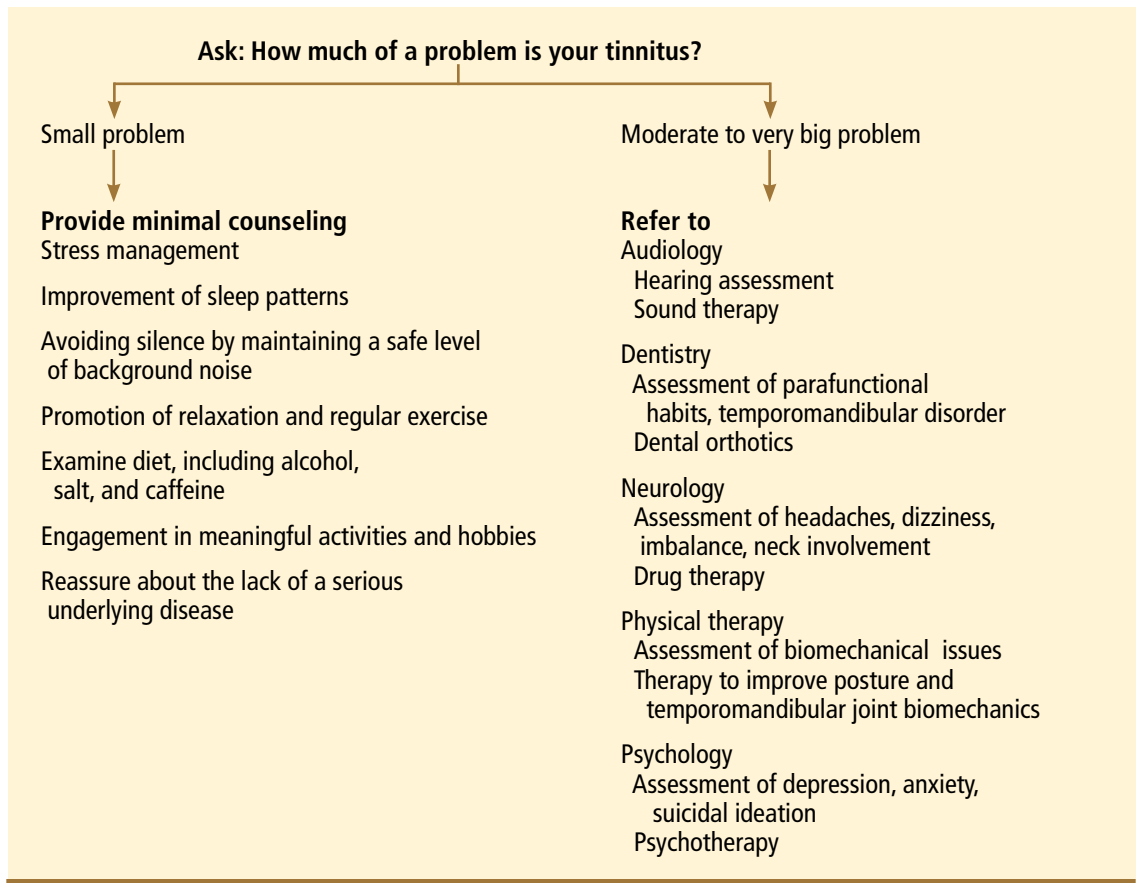 Ask: How much of a problem is your tinnitus?
Small problem
Provide minimal counseling
Stress management
Improvement of sleep patterns
Avoiding silence by maintaining a safe level
of background noise
Promotion of relaxation and regular exercise
Examine diet, including alcohol,
salt, and caffeine
Engagement in meaningful activities and hobbies
Reassure about the lack of a serious
underlying disease
Moderate to very big problem
Refer to
Audiology
Hearing assessment
Sound therapy
Dentistry
Assessment of parafunctional
habits, temporomandibular disorder
Dental orthotics
Neurology
Assessment of headaches, dizziness,
imbalance, neck involvement
Drug therapy
Physical therapy
Assessment of biomechanical issues
Therapy to improve posture and
temporomandibular joint biomechanics
Psychology
Assessment of depression, anxiety,
suicidal ideation
Psychotherapy